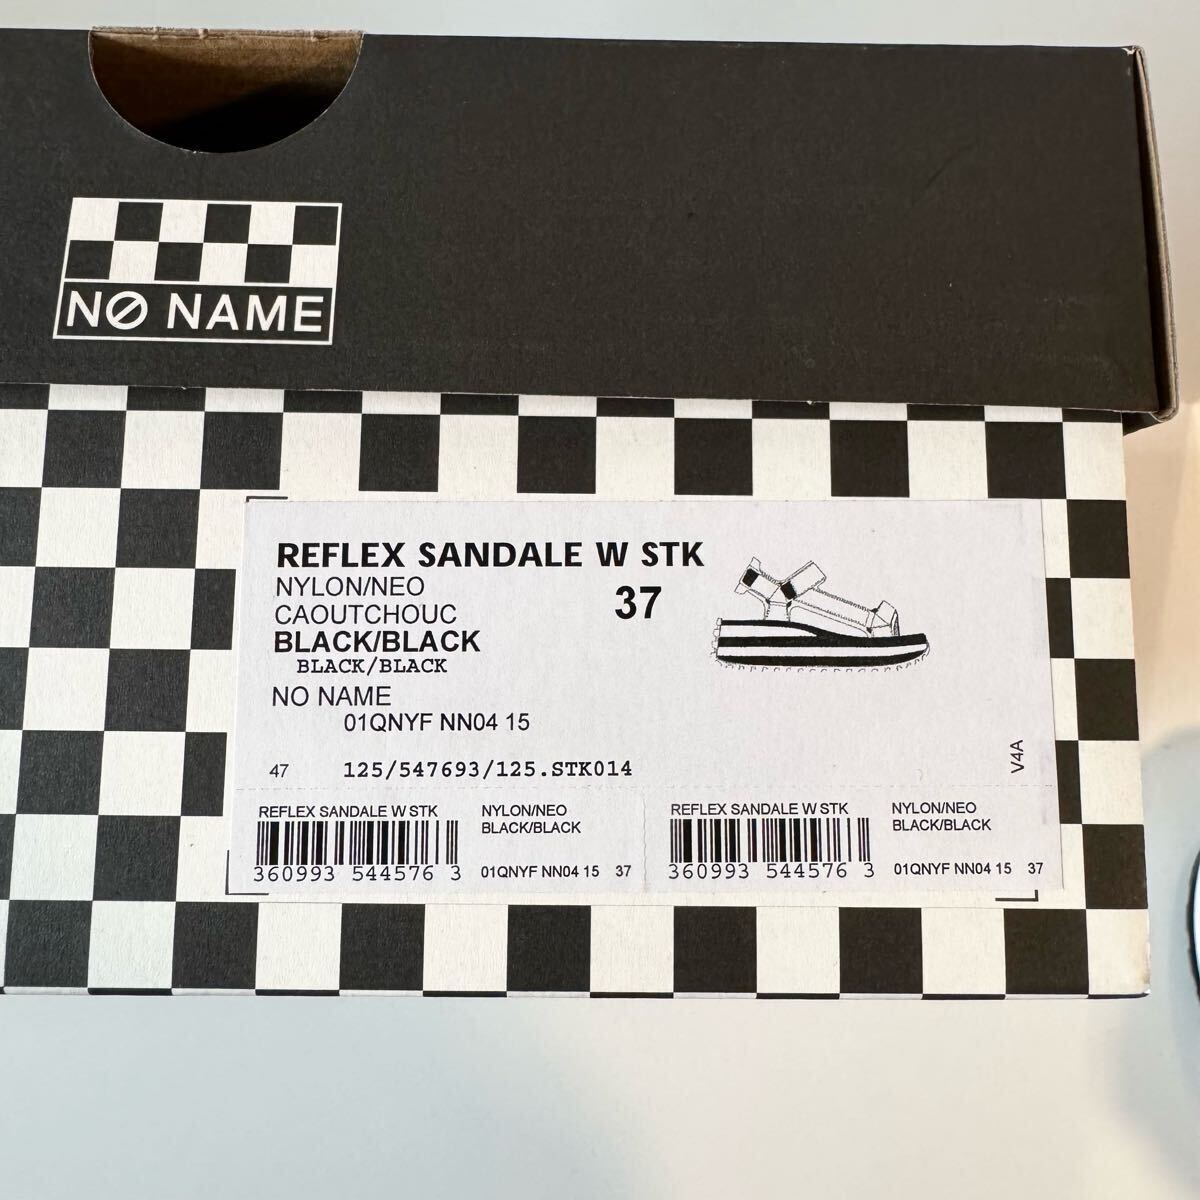 NO NAME
REFLEX SANDALE W STK
NYLON/NEO
CAOUTCHOUC
37
BLACK/BLACK
BLACK/BLACK
NO NAME
01QNYF NN04 15
47 125/547693/125.STK014
V4A
REFLEX SANDALE W STK
NYLON/NEO
BLACK/BLACK
360993 544576 3
01QNYF NN04 15 37
REFLEX SANDALE W STK
NYLON/NEO
BLACK/BLACK
360993 544576 3
01QNYF NN04 15 37